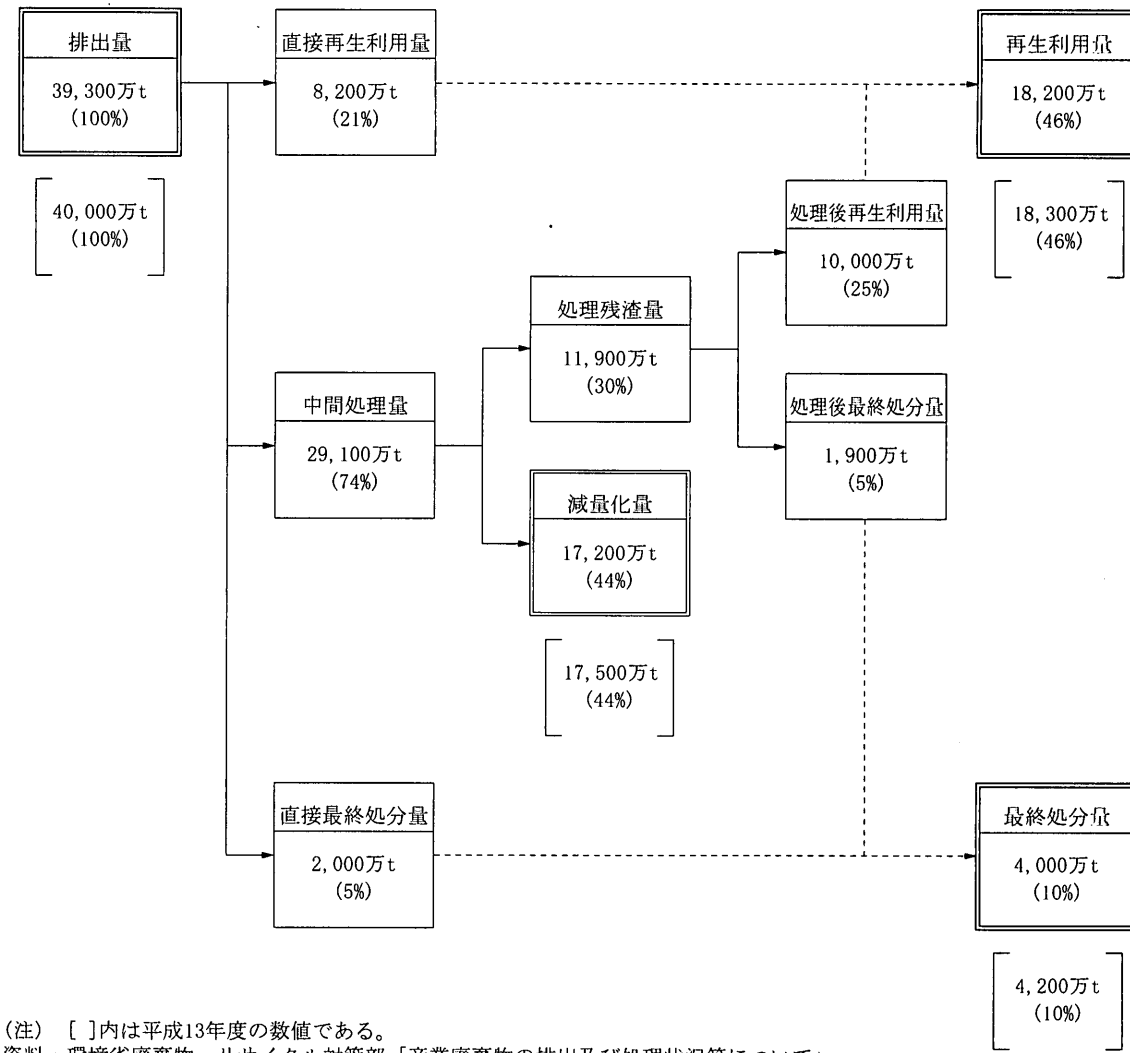 排出量
39,300万t
(100%)
[40,000万t
(100%)]
直接再生利用量
8,200万t
(21%)
再生利用量
18,200万t
(46%)
[18,300万t
(46%)]
処理後再生利用量
10,000万t
(25%)
処理残渣量
11,900万t
(30%)
中間処理量
29,100万t
(74%)
処理後最終処分量
1,900万t
(5%)
減量化量
17,200万t
(44%)
[17,500万t
(44%)]
直接最終処分量
2,000万t
(5%)
最終処分量
4,000万t
(10%)
[4,200万t
(10%)]
(注) [ ]内は平成13年度の数値である。